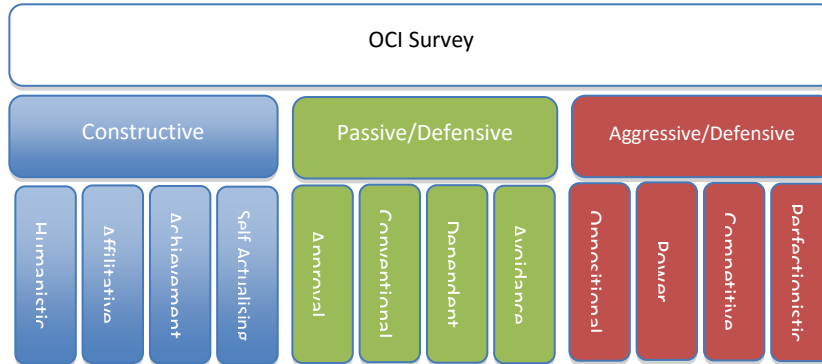 OCI Survey
Constructive
Passive/Defensive
Aggressive/Defensive
Humanistic
Affilitative
Achievement
Self Actualising
Approval
Conventional
Dependent
Avoidance
Oppositional
Power
Competitive
Perfectionistic